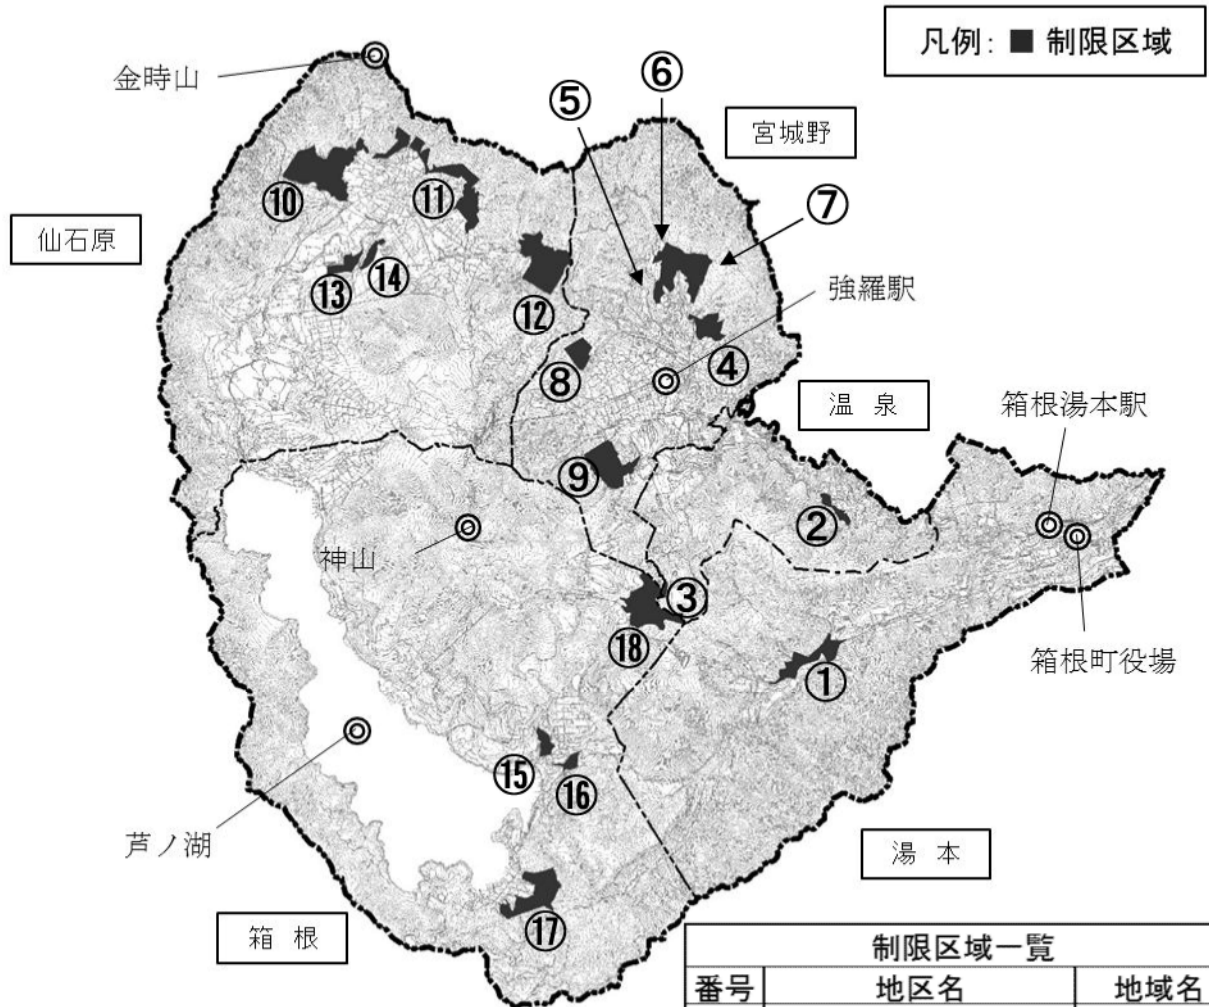 凡例: ■ 制限区域
金時山
⑥
⑤
宮城野
⑩
⑪
⑦
仙石原
⑬
⑭
⑫
強羅駅
⑧
④
温 泉
箱根湯本駅
⑨
②
神山
③
⑱
①
箱根町役場
⑮
⑯
芦ノ湖
湯 本
箱 根
⑰
制限区域一覧
番号 地区名 地域名